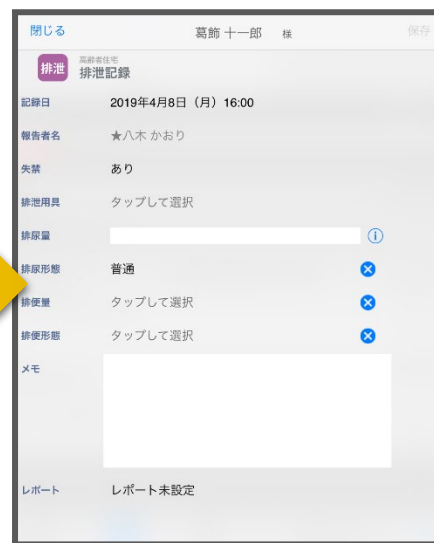 閉じる 葛飾 十一郎 様 保存
排泄 高齢者住宅
排泄記録
記録日 2019年4月8日（月）16:00
報告者名 ★八木 かおり
失禁 あり
排泄用具 タップして選択
排尿量
排尿形態 普通
排便量 タップして選択
排便形態 タップして選択
メモ
レポート レポート未設定